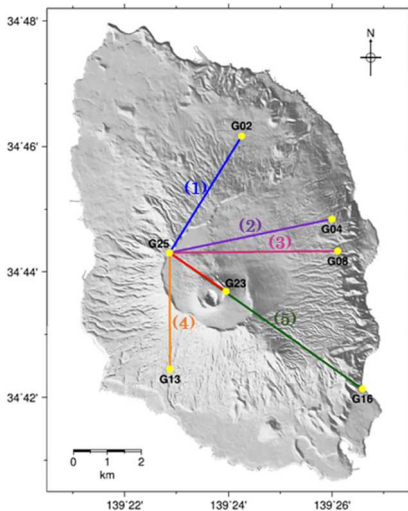 34°48'
N
G02
34°46'
(1)
(2)
G04
G25
(3)
G08
34°44'
G23
(4)
(5)
G13
G16
34°42'
0 1 2
km
139°22' 139°24' 139°26'